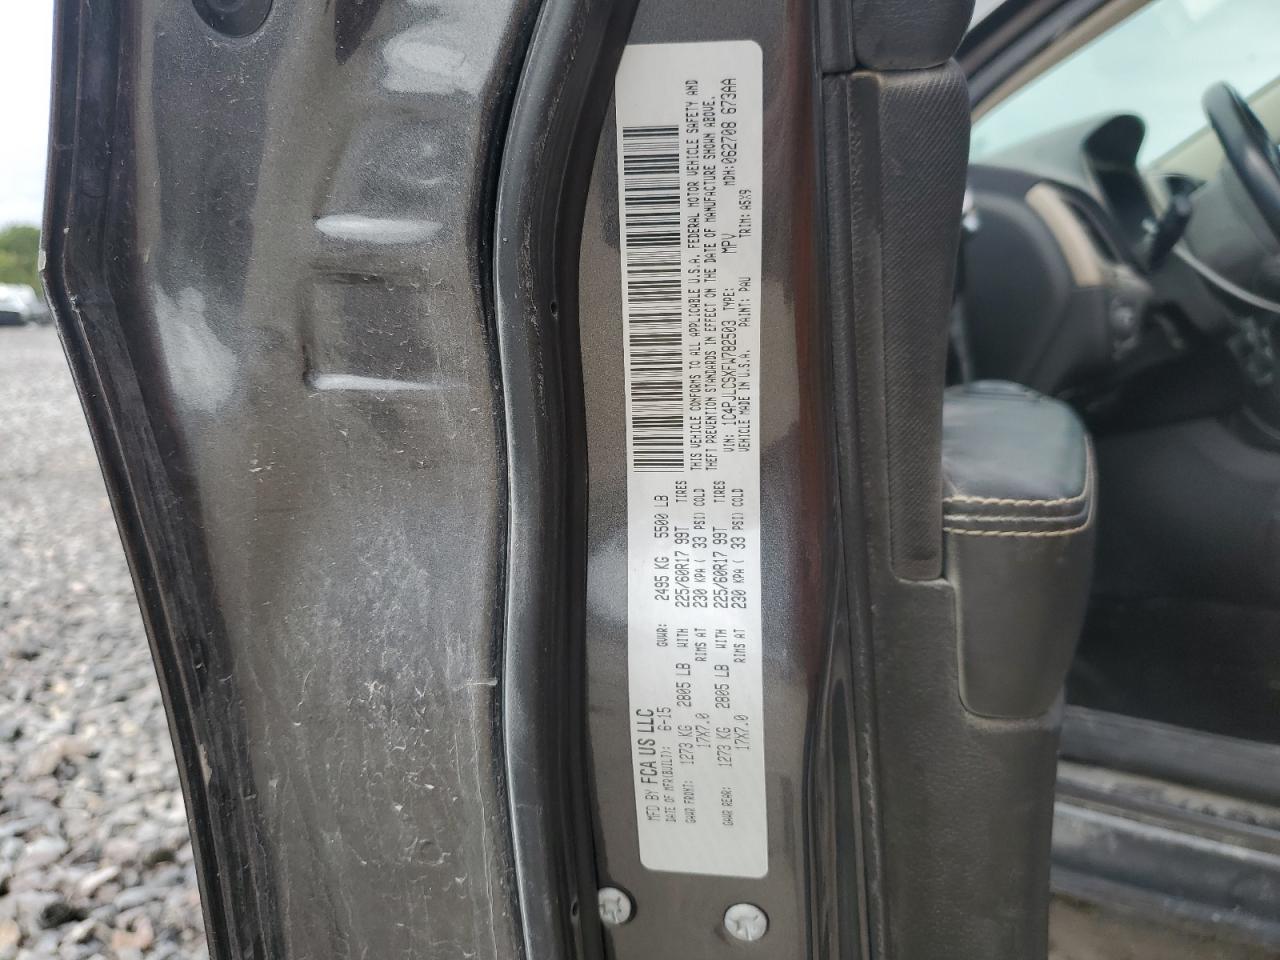 MFD BY FCA US LLC
DATE OF MFR(BUILT): 6-15 GVWR: 2495 KG 5500 LB
GAWR FRONT: 1273 KG 2805 LB WITH 225/60R17 99T TIRES
17X7.0 RIMS AT 230 KPA ( 33 PSI) COLD
GAWR REAR: 1273 KG 2805 LB WITH 225/60R17 99T TIRES
17X7.0 RIMS AT 230 KPA ( 33 PSI) COLD
THIS VEHICLE CONFORMS TO ALL APPLICABLE U.S.A. FEDERAL MOTOR VEHICLE SAFETY AND
THEFT PREVENTION STANDARDS IN EFFECT ON THE DATE OF MANUFACTURE SHOWN ABOVE.
VIN: 1C4PJLCSXFW782503 TYPE: MPV MDH:062708 673AA
VEHICLE MADE IN U.S.A. PAINT: PAU TRIM: A5X9